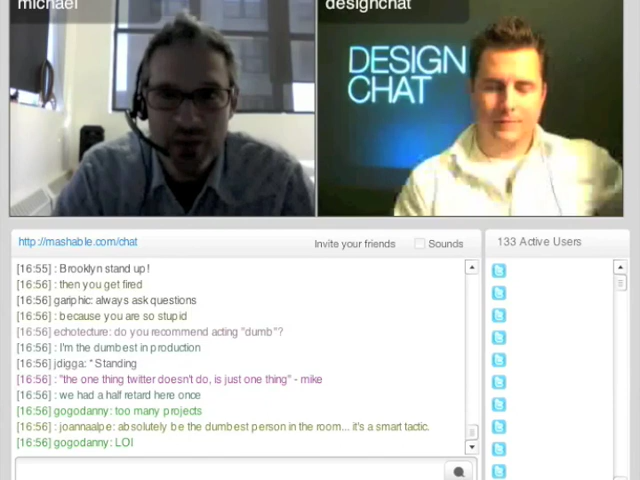 michael
designchat
DESIGN
CHAT
http://mashable.com/chat
Invite your friends
Sounds
133 Active Users
[16:55] : Brooklyn stand up!
[16:56] : then you get fired
[16:56] gariphic: always ask questions
[16:56] : because you are so stupid
[16:56] echotecture: do you recommend acting "dumb"?
[16:56] : I'm the dumbest in production
[16:56] jdigga: *Standing
[16:56] : "the one thing twitter doesn't do, is just one thing" - mike
[16:56] : we had a half retard here once
[16:56] gogodanny: too many projects
[16:56] : joannaalpe: absolutely be the dumbest person in the room... it's a smart tactic.
[16:56] gogodanny: LOl